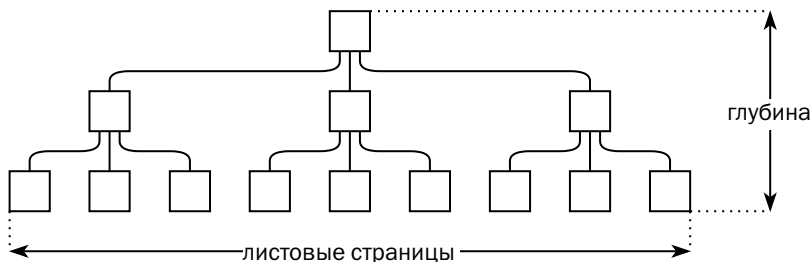 глубина
листовые страницы